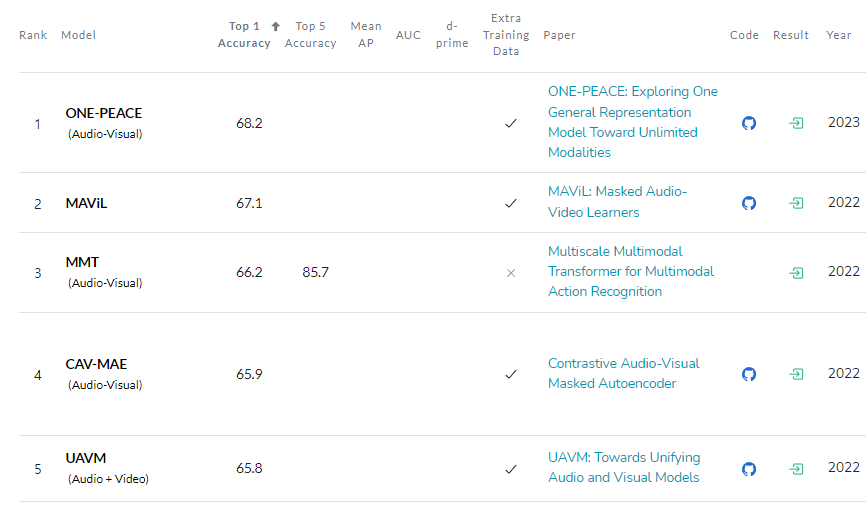 Rank Model Top 1 Accuracy Top 5 Accuracy Mean AP AUC d-prime Extra Training Data Paper Code Result Year
1 ONE-PEACE (Audio-Visual) 68.2 ONE-PEACE: Exploring One General Representation Model Toward Unlimited Modalities 2023
2 MAViL 67.1 MAViL: Masked Audio-Video Learners 2022
3 MMT (Audio-Visual) 66.2 85.7 Multiscale Multimodal Transformer for Multimodal Action Recognition 2022
4 CAV-MAE (Audio-Visual) 65.9 Contrastive Audio-Visual Masked Autoencoder 2022
5 UAVM (Audio + Video) 65.8 UAVM: Towards Unifying Audio and Visual Models 2022